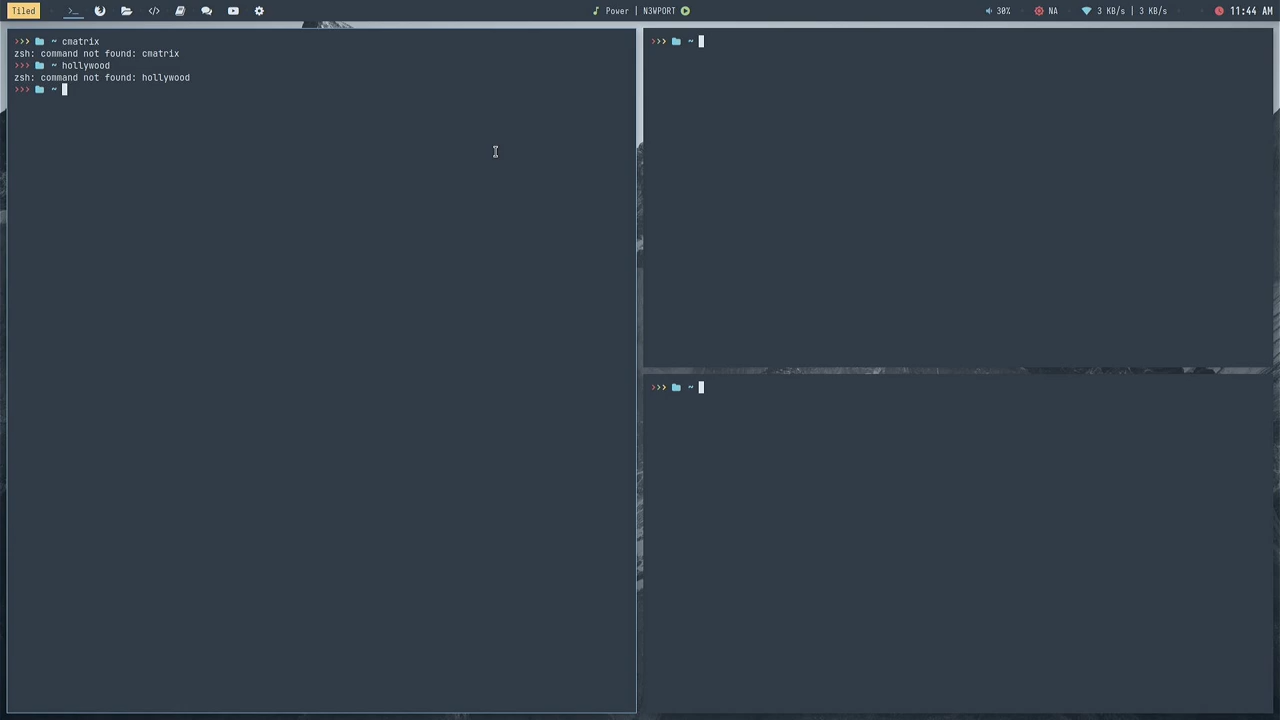 Tiled
Power | N3WPORT
30%
NA
3 KB/s | 3 KB/s
11:44 AM
>>> ~ cmatrix
zsh: command not found: cmatrix
>>> ~ hollywood
zsh: command not found: hollywood
>>> ~
>>> ~
>>> ~